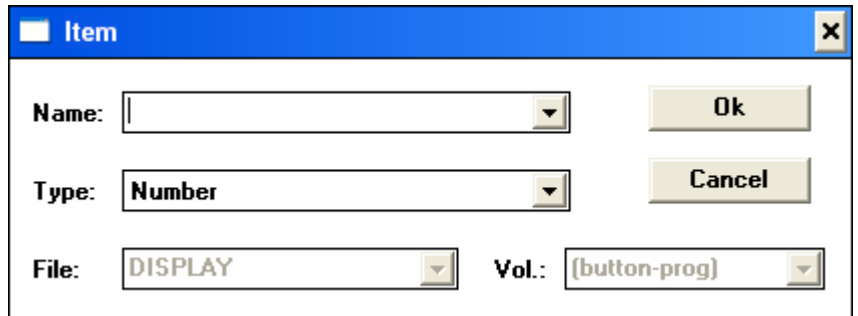 Item
Name:
Ok
Type: Number
Cancel
File: DISPLAY Vol.: (button-prog)